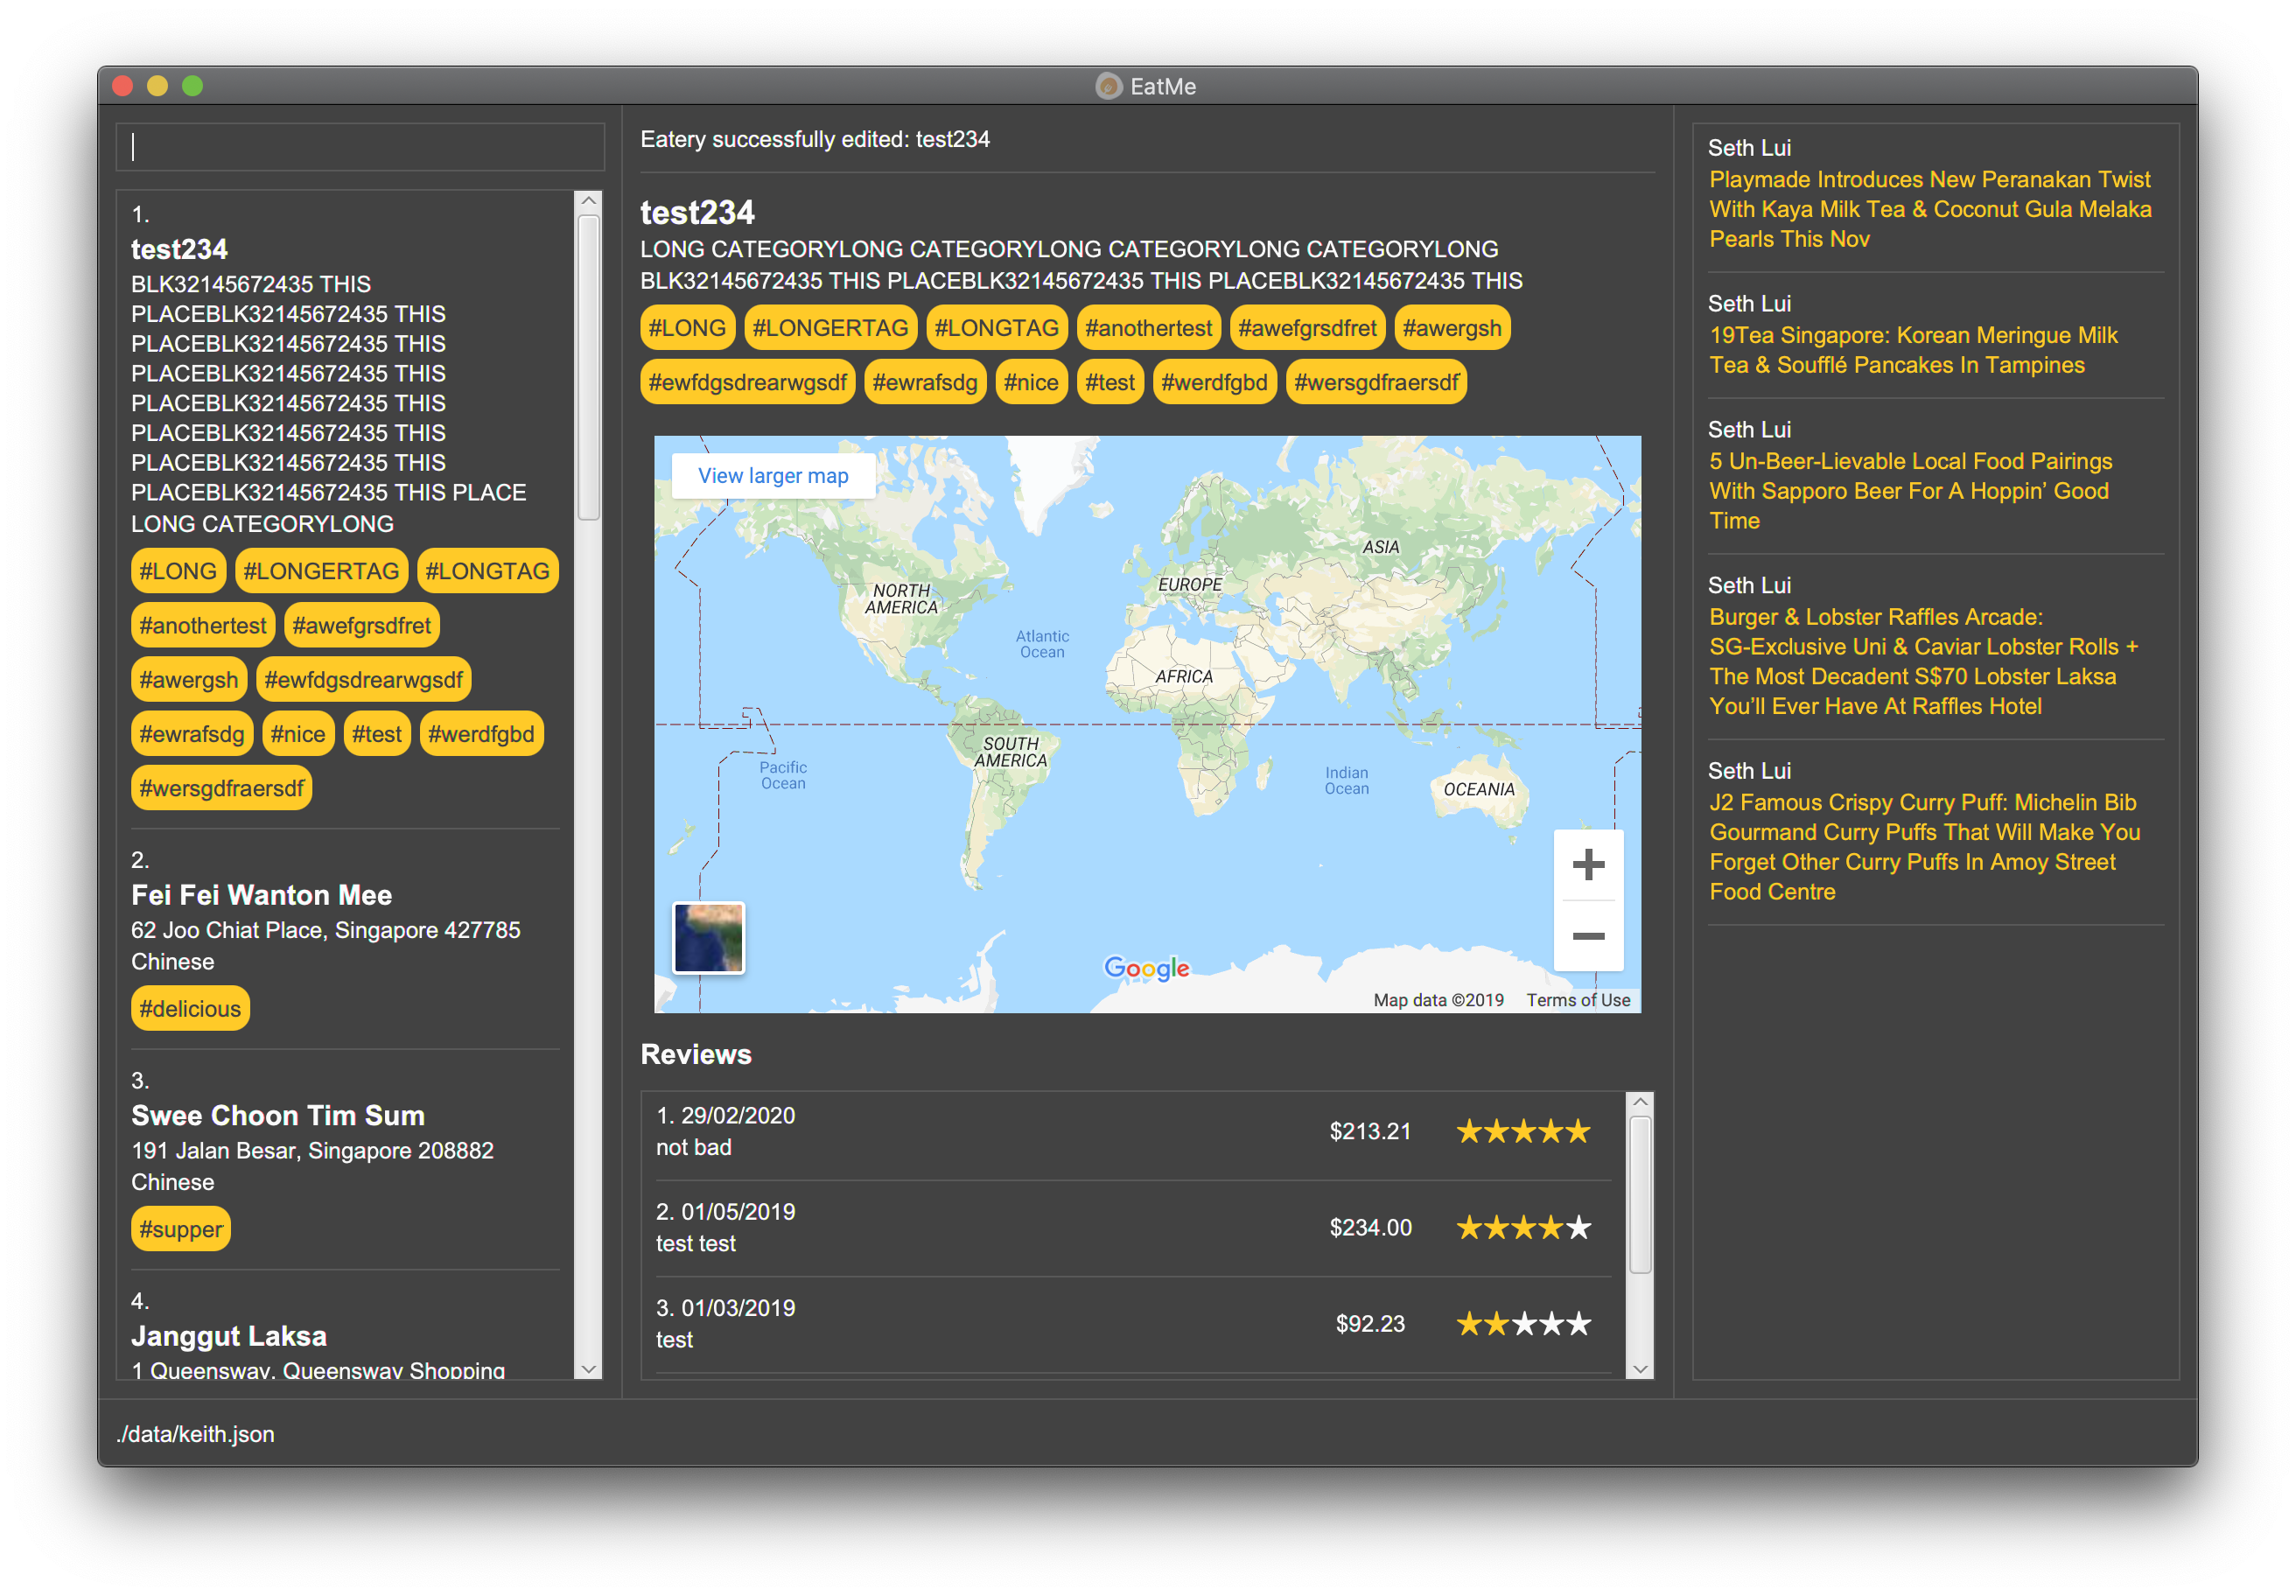 EatMe
1.
test234
BLK32145672435 THIS
PLACEBLK32145672435 THIS
PLACEBLK32145672435 THIS
PLACEBLK32145672435 THIS
PLACEBLK32145672435 THIS
PLACEBLK32145672435 THIS
PLACEBLK32145672435 THIS
PLACEBLK32145672435 THIS PLACE
LONG CATEGORYLONG
#LONG #LONGERTAG #LONGTAG
#anothertest #awefgrsdfret
#awergsh #ewfdgsdrearwgsdf
#ewrafsdg #nice #test #werdfgbd
#wersgdfraersdf
2.
Fei Fei Wanton Mee
62 Joo Chiat Place, Singapore 427785
Chinese
#delicious
3.
Swee Choon Tim Sum
191 Jalan Besar, Singapore 208882
Chinese
#supper
4.
Janggut Laksa
1 Queensway, Queensway Shopping
Eatery successfully edited: test234
test234
LONG CATEGORYLONG CATEGORYLONG CATEGORYLONG CATEGORYLONG
BLK32145672435 THIS PLACEBLK32145672435 THIS PLACEBLK32145672435 THIS
#LONG #LONGERTAG #LONGTAG #anothertest #awefgrsdfret #awergsh
#ewfdgsdrearwgsdf #ewrafsdg #nice #test #werdfgbd #wersgdfraersdf
View larger map
ASIA
EUROPE
NORTH
AMERICA
Atlantic
Ocean
AFRICA
SOUTH
AMERICA
Pacific
Ocean
Indian
Ocean
OCEANIA
Google
Map data ©2019 Terms of Use
Reviews
1. 29/02/2020
not bad
$213.21
2. 01/05/2019
test test
$234.00
3. 01/03/2019
test
$92.23
Seth Lui
Playmade Introduces New Peranakan Twist
With Kaya Milk Tea & Coconut Gula Melaka
Pearls This Nov
Seth Lui
19Tea Singapore: Korean Meringue Milk
Tea & Soufflé Pancakes In Tampines
Seth Lui
5 Un-Beer-Lievable Local Food Pairings
With Sapporo Beer For A Hoppin’ Good
Time
Seth Lui
Burger & Lobster Raffles Arcade:
SG-Exclusive Uni & Caviar Lobster Rolls +
The Most Decadent S$70 Lobster Laksa
You’ll Ever Have At Raffles Hotel
Seth Lui
J2 Famous Crispy Curry Puff: Michelin Bib
Gourmand Curry Puffs That Will Make You
Forget Other Curry Puffs In Amoy Street
Food Centre
./data/keith.json